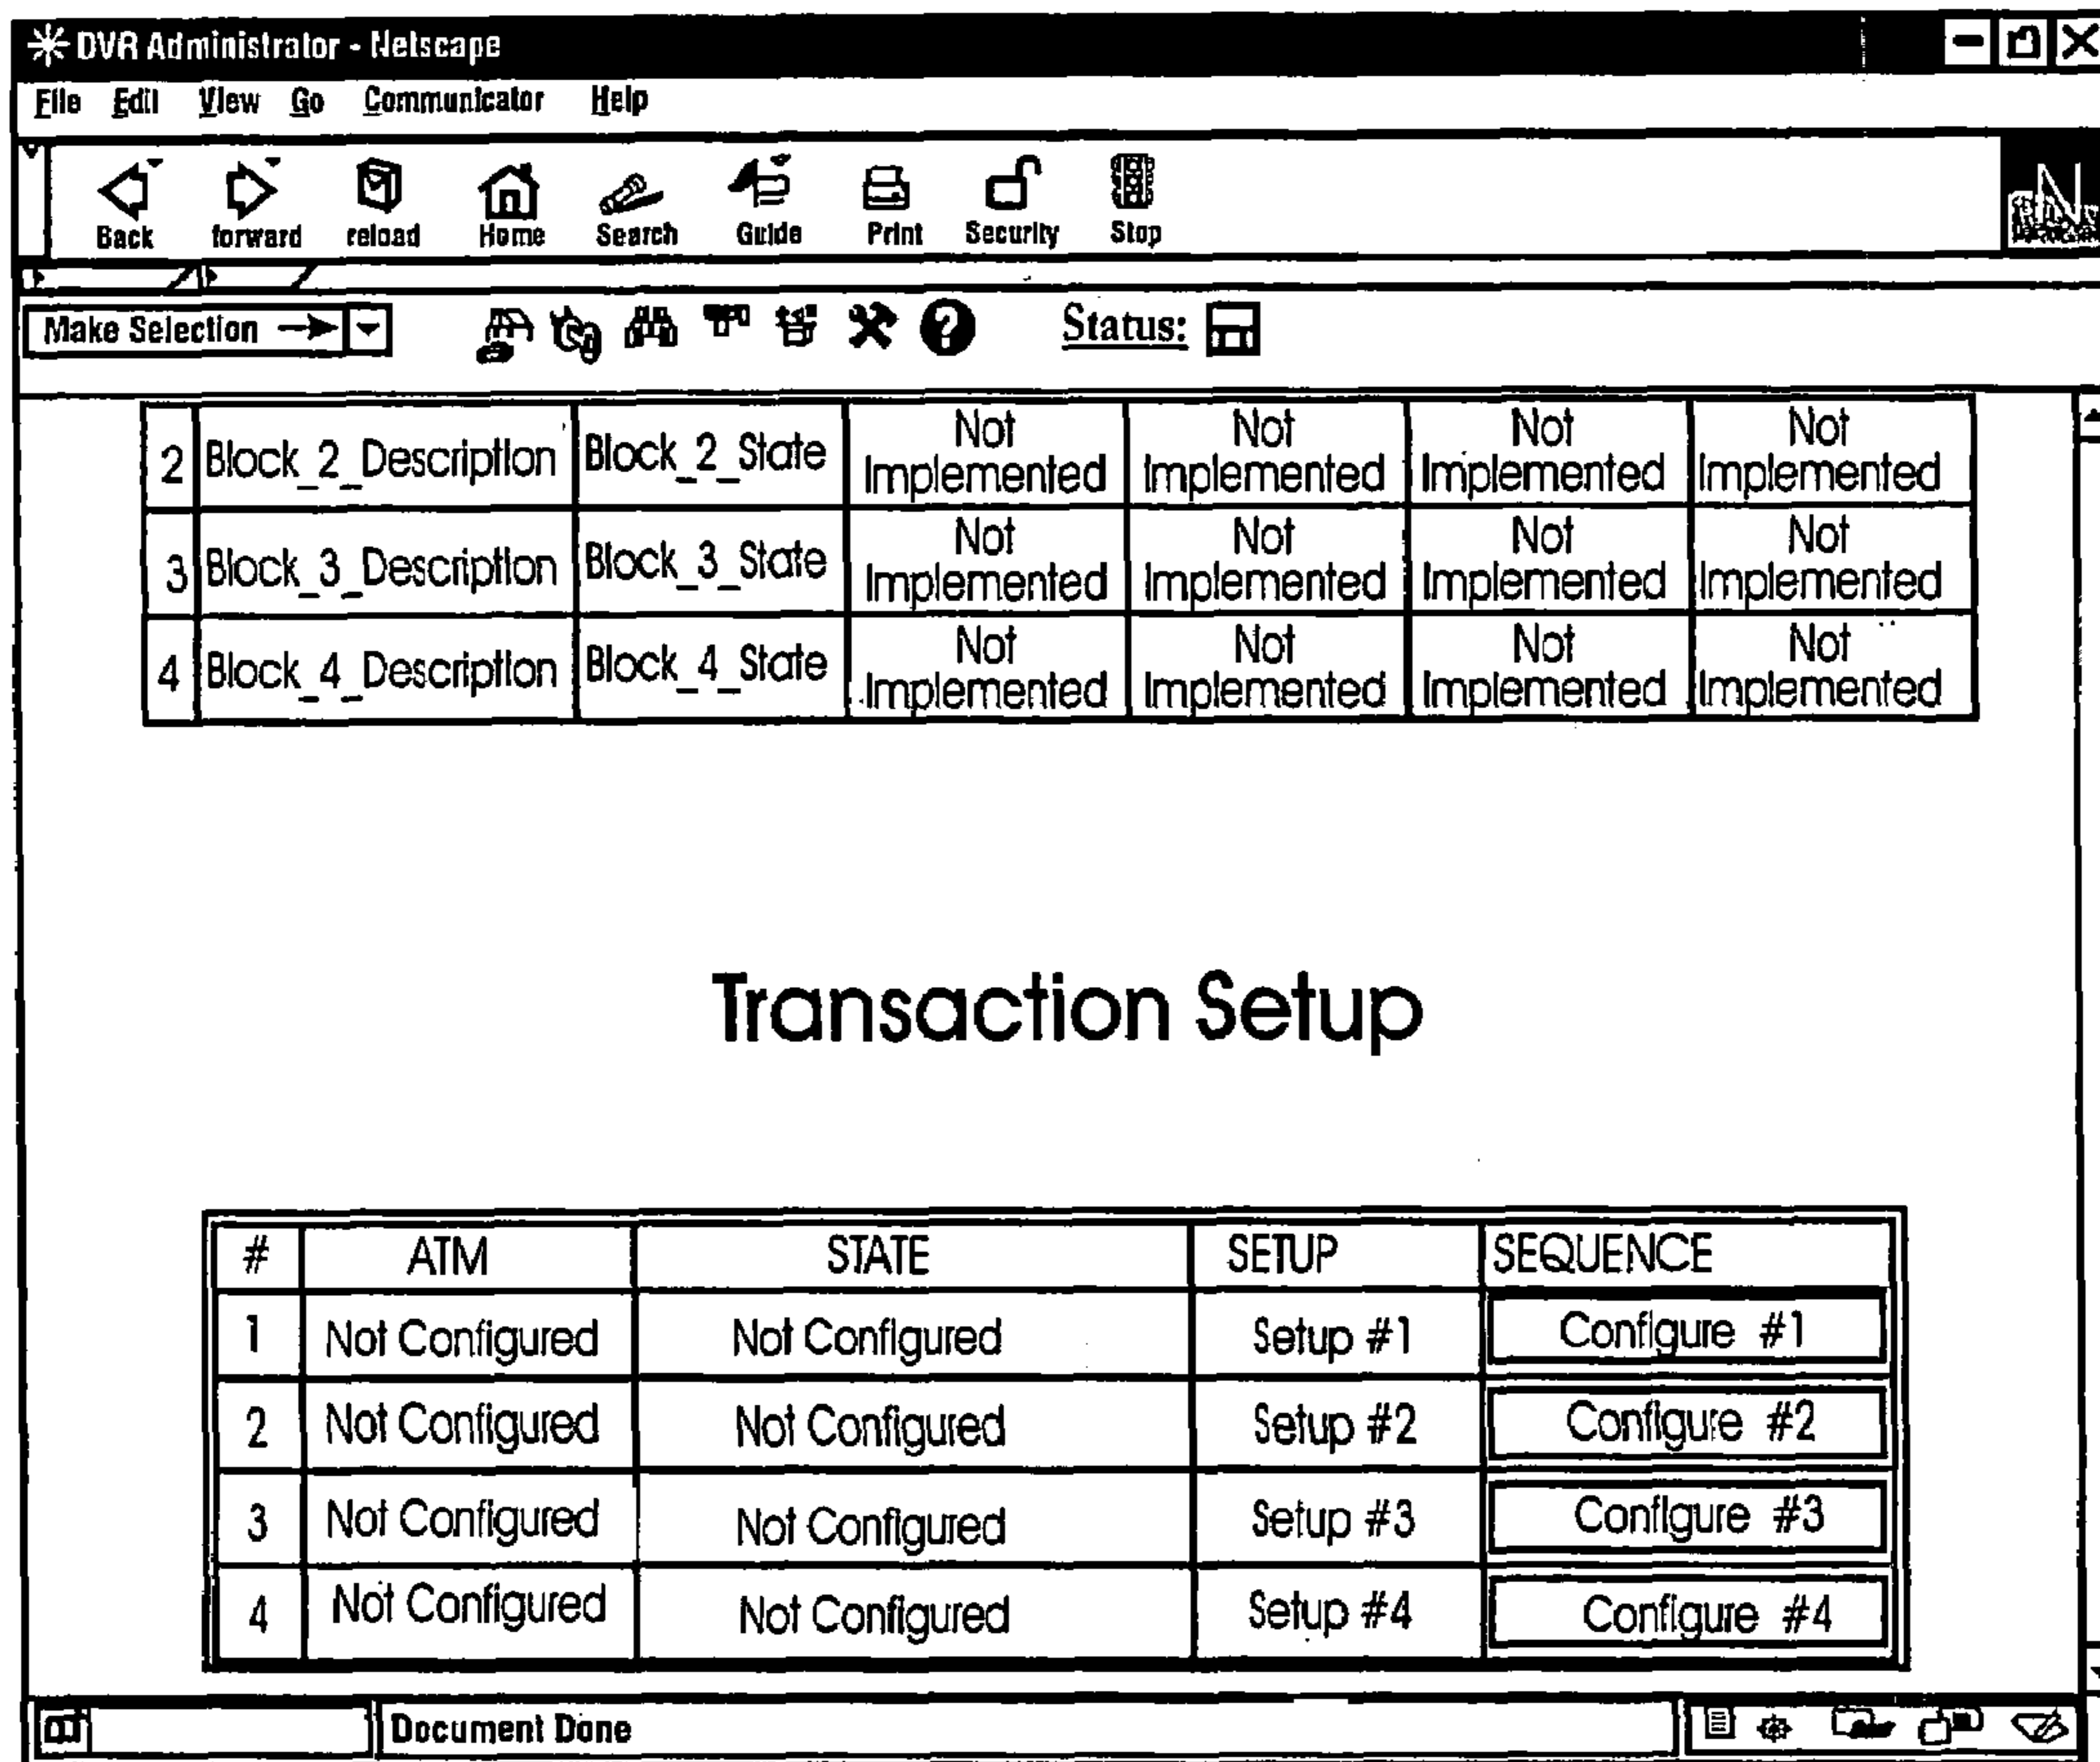 DVR Administrator - Netscape
File Edit View Go Communicator Help
Back forward reload Home Search Guide Print Security Stop
N
Make Selection → Status:
2 Block_2_Description Block_2_State Not Implemented Not Implemented Not Implemented Not Implemented
3 Block_3_Description Block_3_State Not Implemented Not Implemented Not Implemented Not Implemented
4 Block_4_Description Block_4_State Not Implemented Not Implemented Not Implemented Not Implemented
Transaction Setup
# ATM STATE SETUP SEQUENCE
1 Not Configured Not Configured Setup #1 Configure #1
2 Not Configured Not Configured Setup #2 Configure #2
3 Not Configured Not Configured Setup #3 Configure #3
4 Not Configured Not Configured Setup #4 Configure #4
Document Done